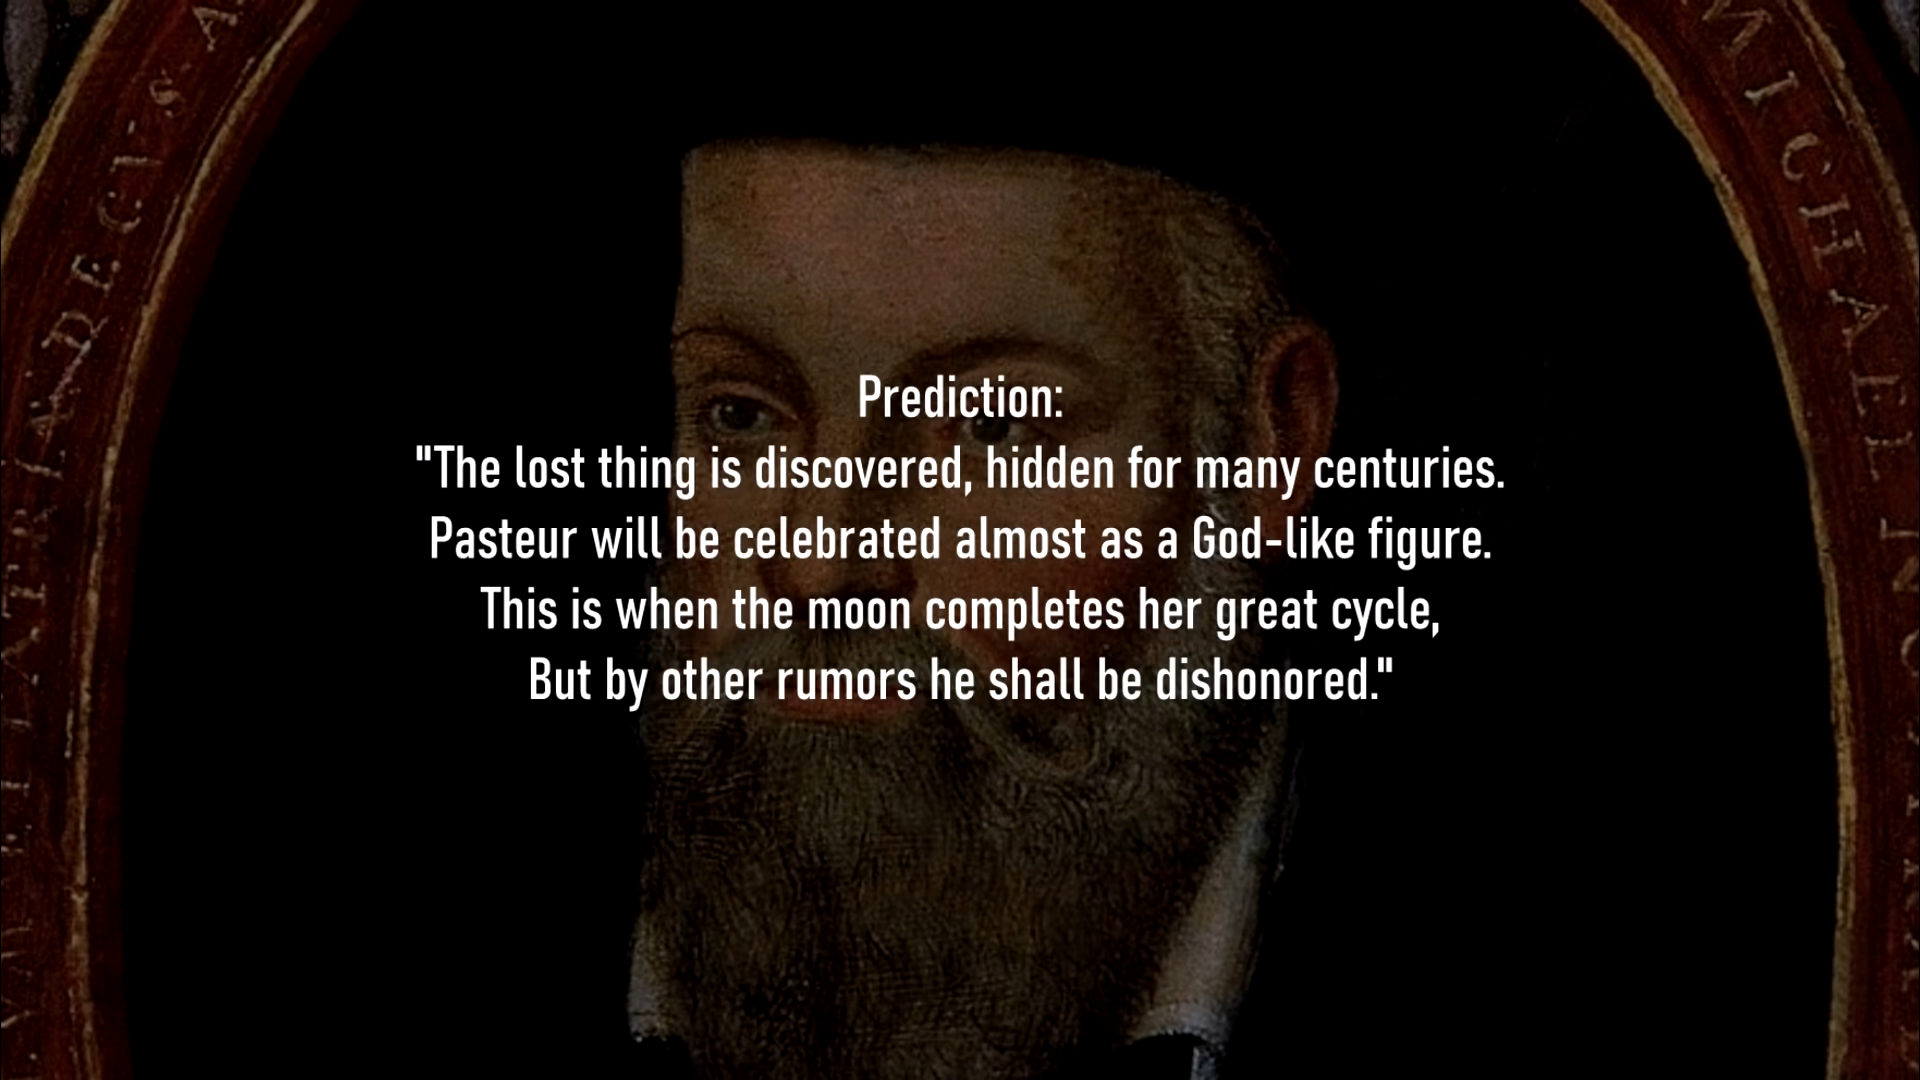 Prediction:
"The lost thing is discovered, hidden for many centuries.
Pasteur will be celebrated almost as a God-like figure.
This is when the moon completes her great cycle,
But by other rumors he shall be dishonored."
MICHAEL